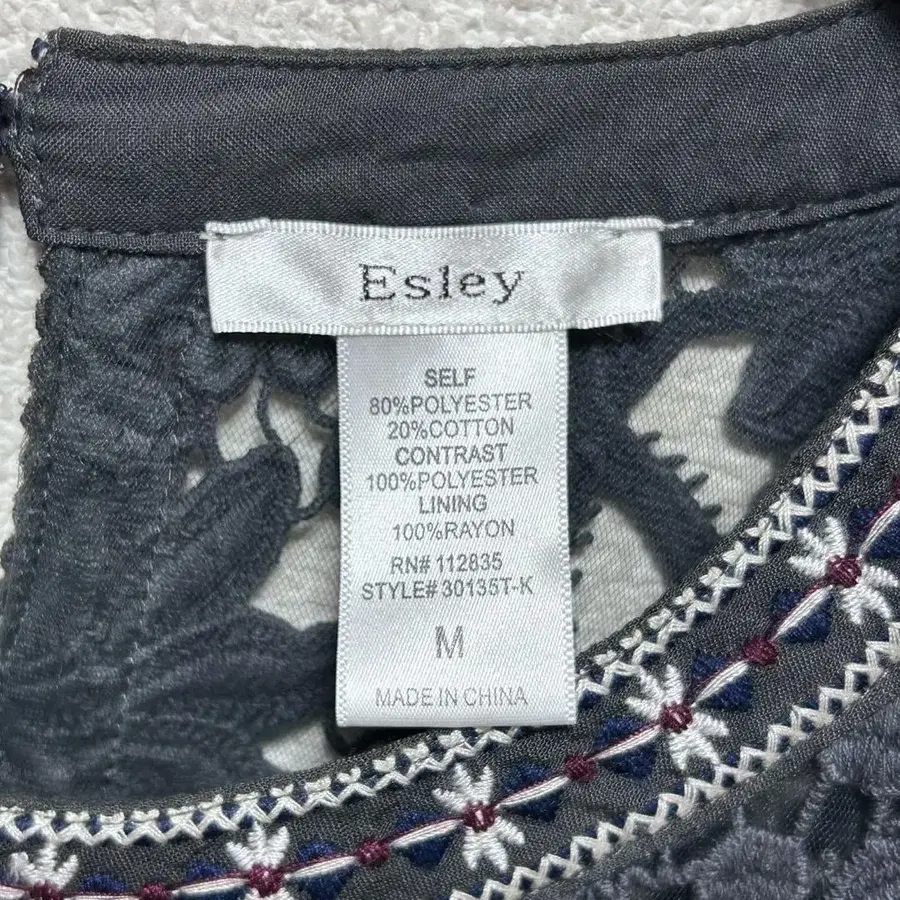 Esley
SELF
80%POLYESTER
20%COTTON
CONTRAST
100%POLYESTER
LINING
100%RAYON
RN# 112835
STYLE# 30135T-K
M
MADE IN CHINA